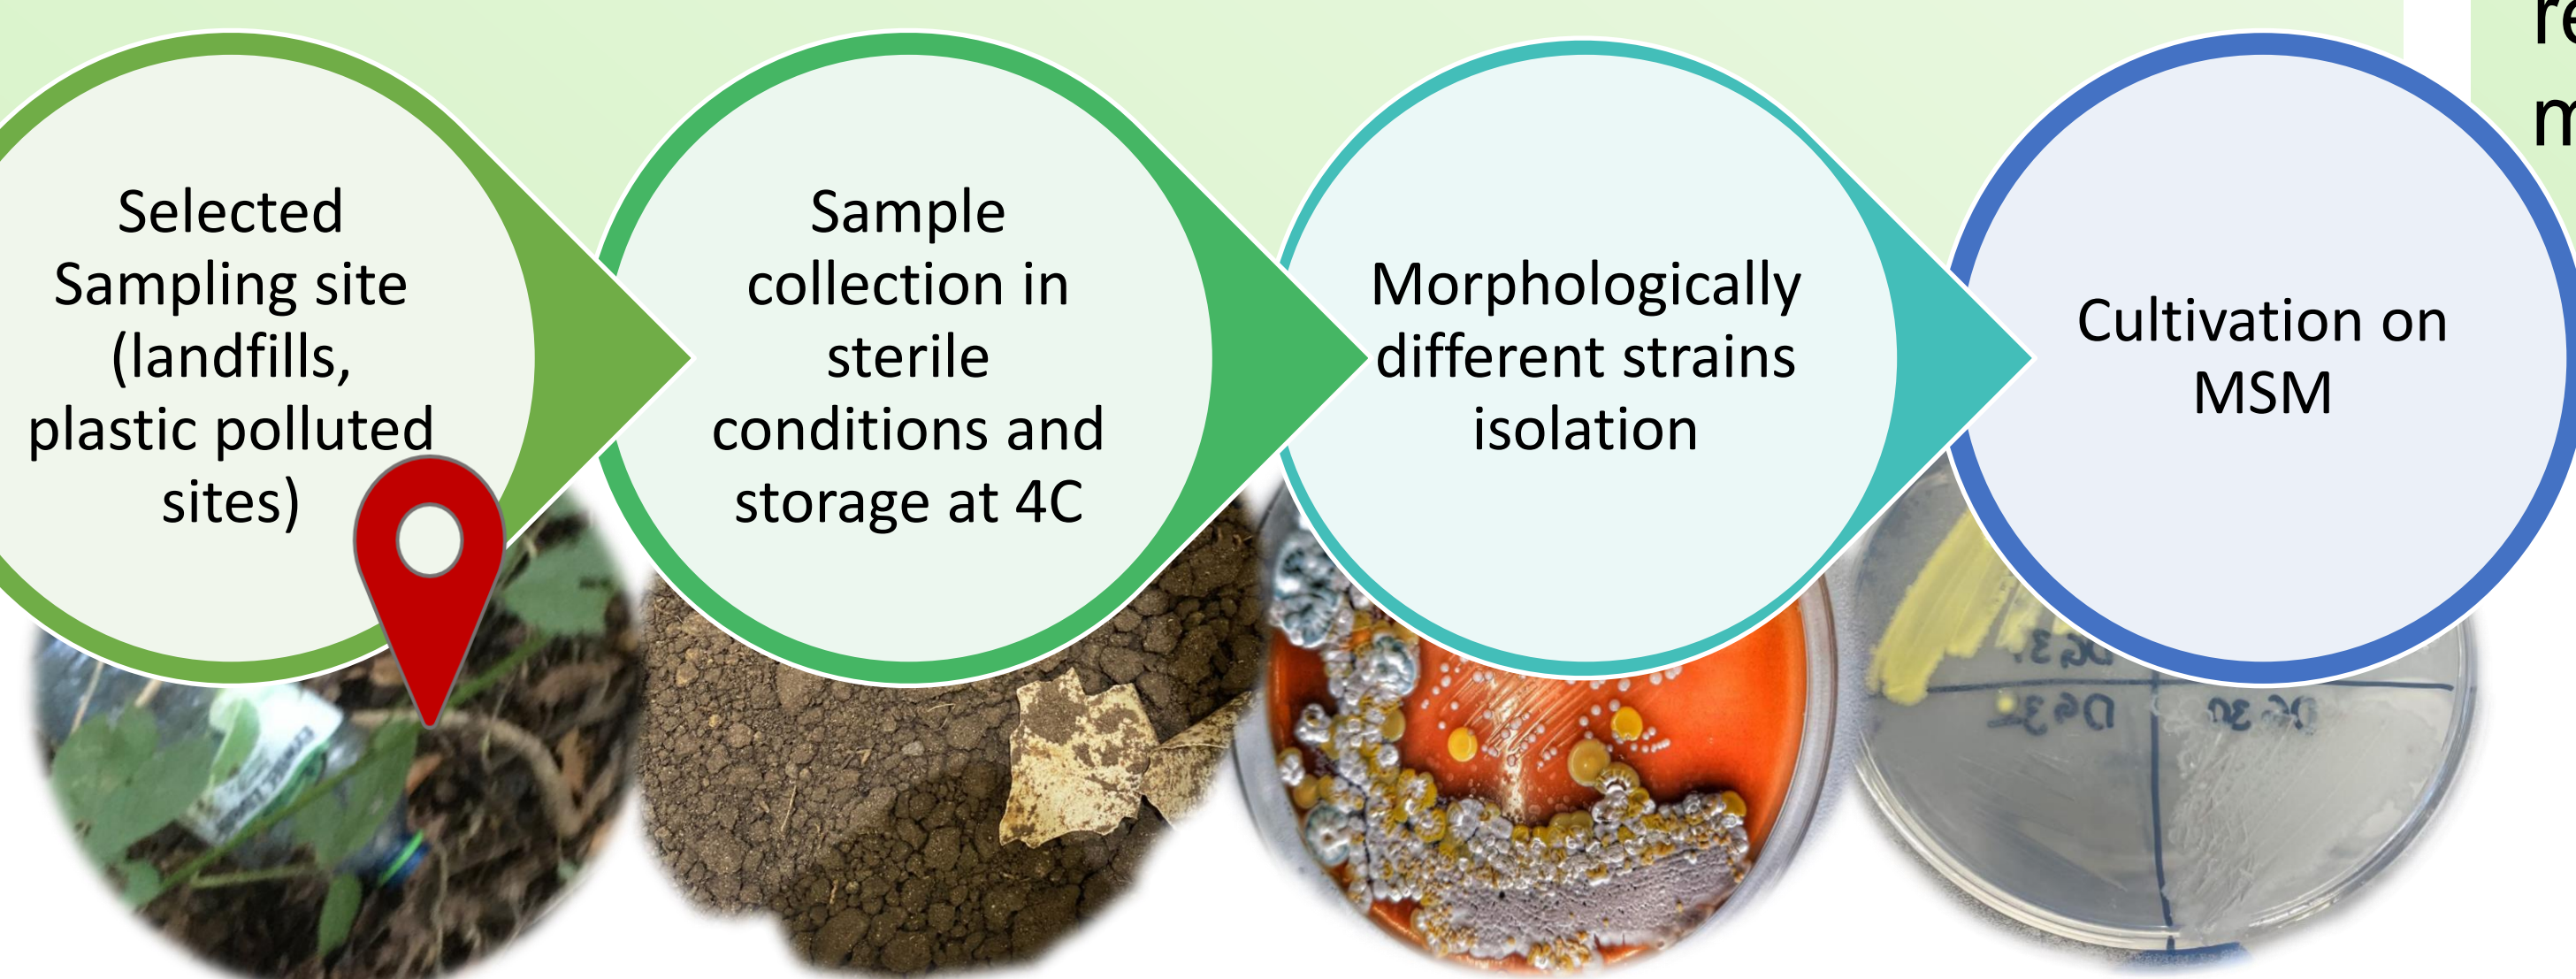 Selected
Sampling site
(landfills,
plastic polluted
sites)
Sample
collection in
sterile
conditions and
storage at 4C
Morphologically
different strains
isolation
Cultivation on
MSM
DG30